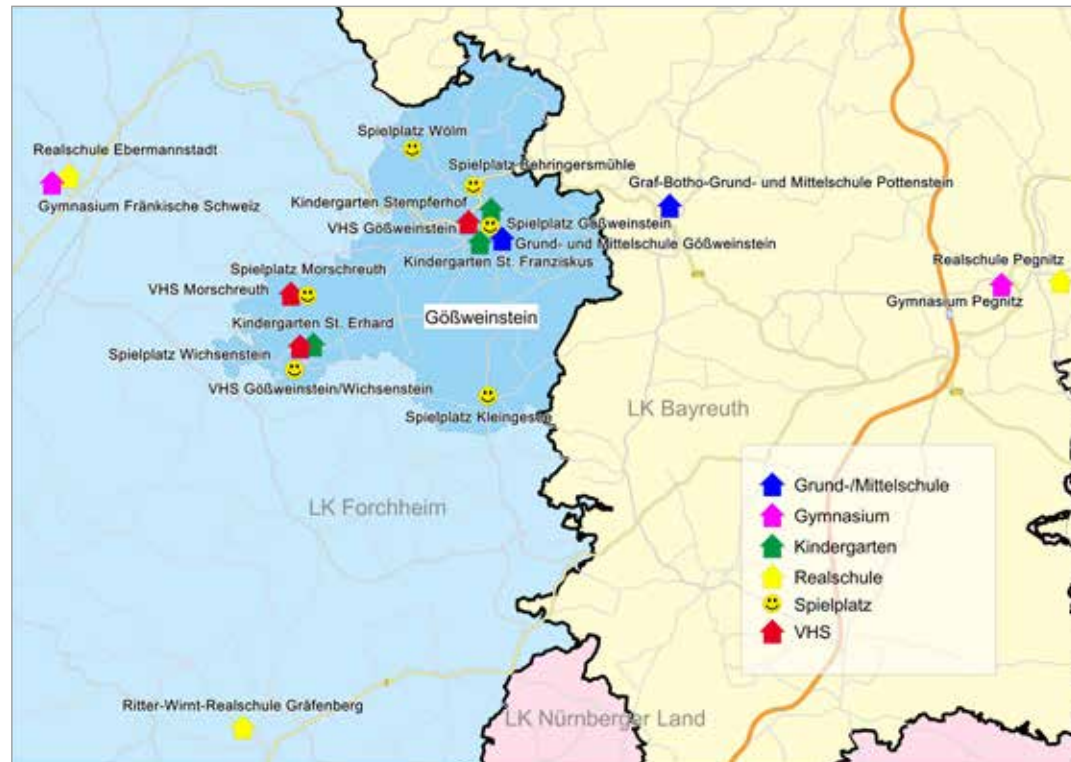 Spielplatz Wölm
Realschule Ebermannstadt
Spielplatz Behringersmühle
Graf-Botho-Grund- und Mittelschule Pottenstein
Kindergarten Stempferhof
Gymnasium Fränkische Schweiz
Spielplatz Gößweinstein
VHS Gößweinstein
Grund- und Mittelschule Gößweinstein
Kindergarten St. Franziskus
Realschule Pegnitz
Spielplatz Morschreuth
VHS Morschreuth
Gymnasium Pegnitz
Gößweinstein
Kindergarten St. Erhard
Spielplatz Wichsenstein
VHS Gößweinstein/Wichsenstein
Spielplatz Kleingesee
LK Bayreuth
LK Forchheim
Grund-/Mittelschule
Gymnasium
Kindergarten
Realschule
Spielplatz
VHS
Ritter-Wirnt-Realschule Gräfenberg
LK Nürnberger Land